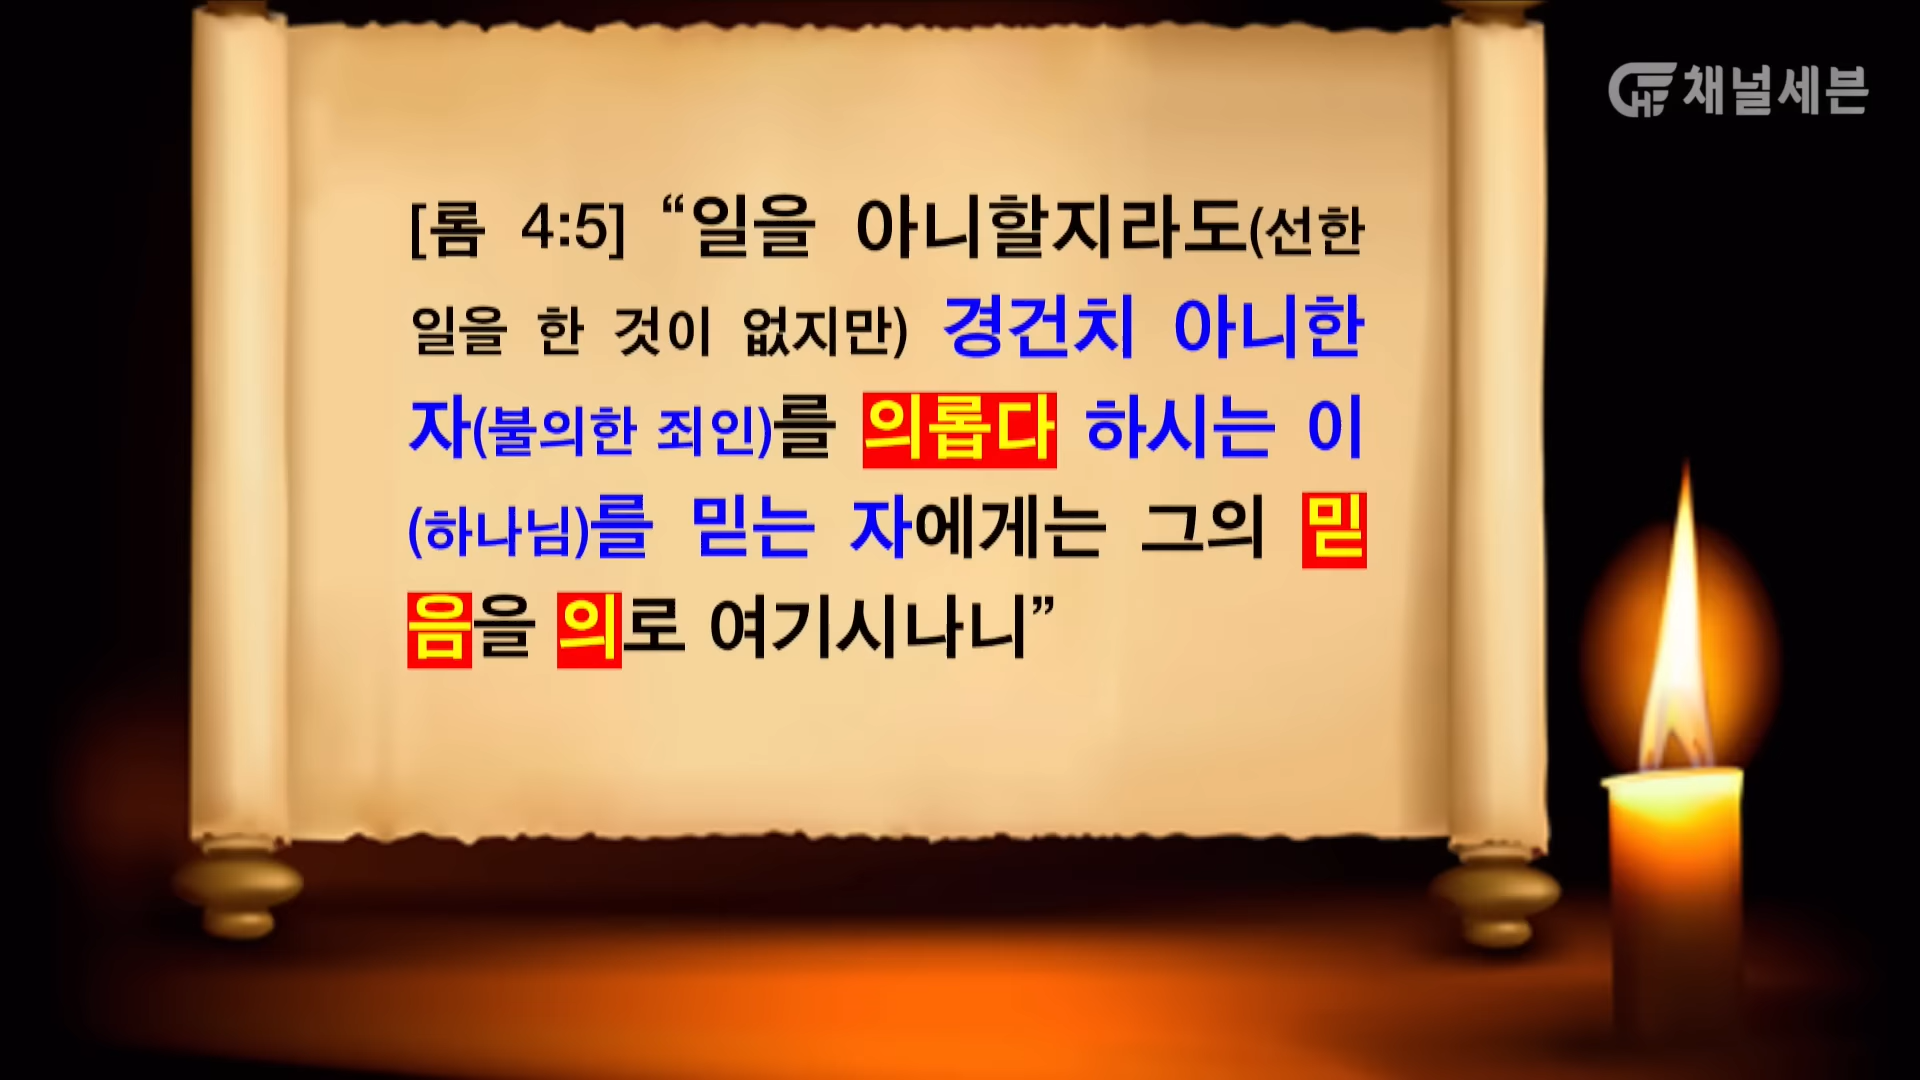 채널세븐
[롬 4:5] “일을 아니할지라도(선한
일을 한 것이 없지만) 경건치 아니한
자(불의한 죄인)를 의롭다 하시는 이
(하나님)를 믿는 자에게는 그의 믿
음을 의로 여기시나니”